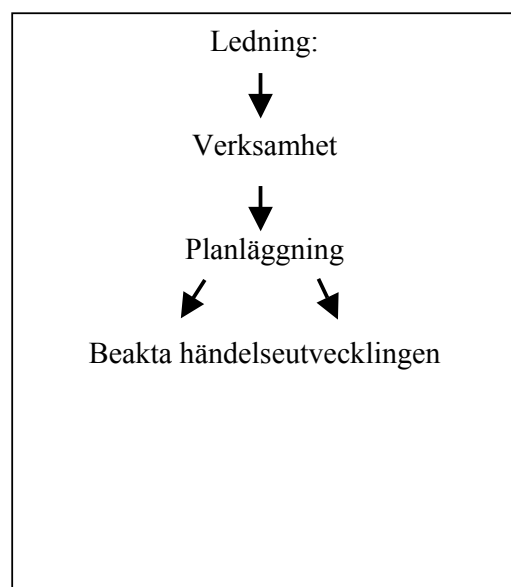 Ledning:
Verksamhet
Planläggning
Beakta händelseutvecklingen